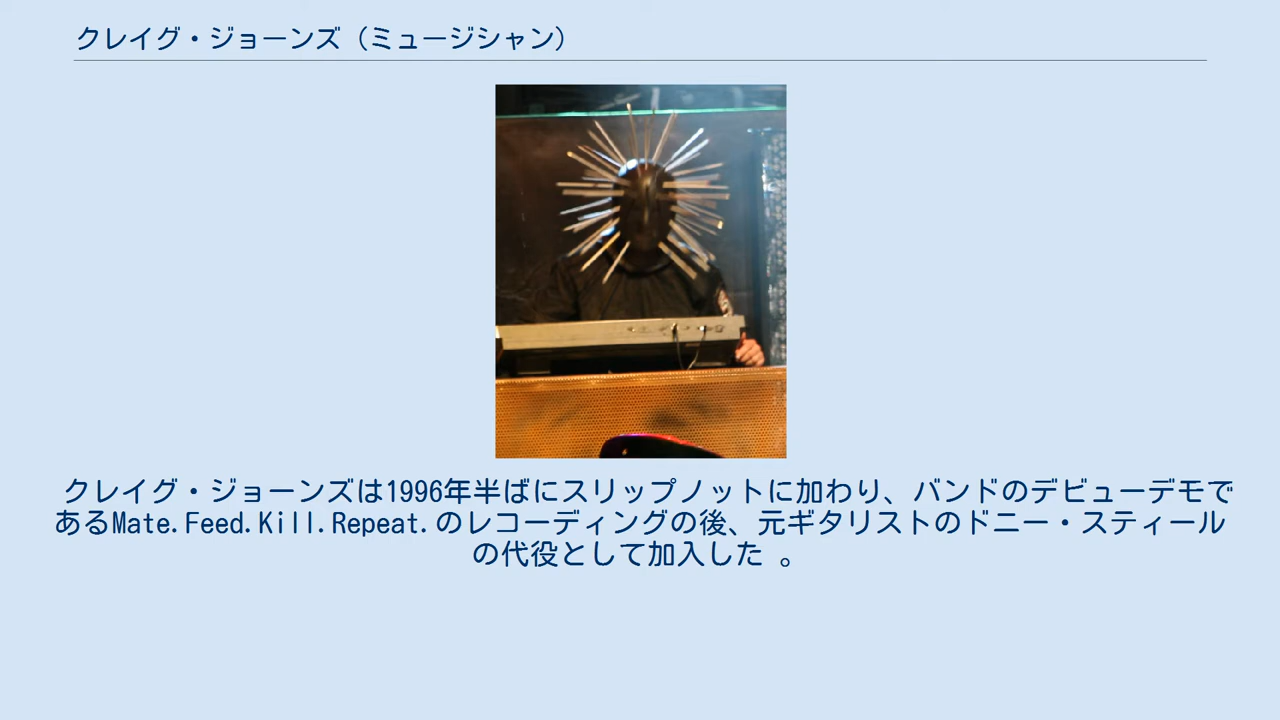 クレイグ・ジョーンズ（ミュージシャン）
クレイグ・ジョーンズは1996年半ばにスリップノットに加わり、バンドのデビューデモで
あるMate.Feed.Kill.Repeat.のレコーディングの後、元ギタリストのドニー・スティール
の代役として加入した 。